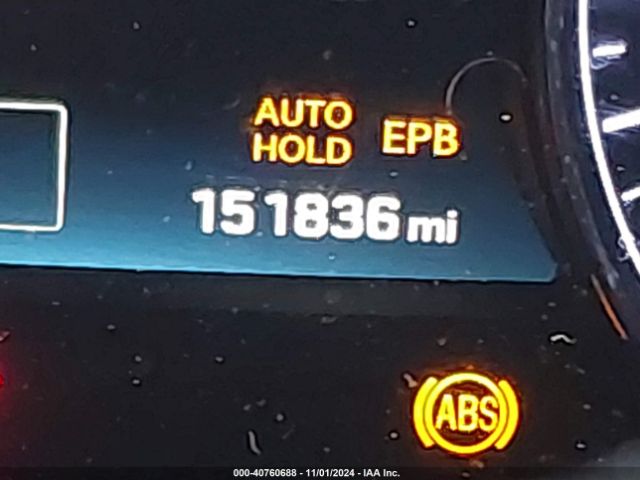 AUTO
HOLD
EPB
151836 mi
ABS
000-40760688 - 11/01/2024 - IAA Inc.